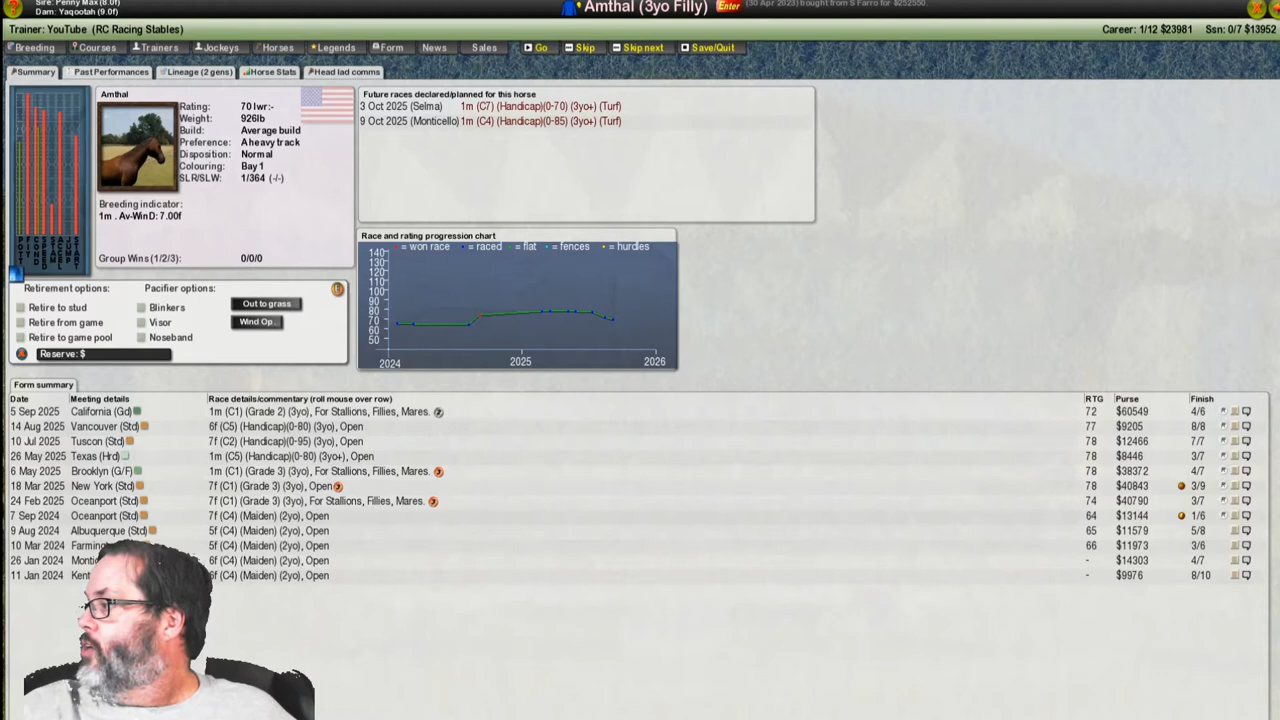 Sire: Penny Max (8.0f)
Dam: Yaqootah (9.0f)
Amthal (3yo Filly)
Enter
(30 Apr 2023) bought from S Farro for $252550.
Trainer: YouTube (RC Racing Stables)
Career: 1/12 $23981 Ssn: 0/7 $13952
Breeding Courses Trainers Jockeys Horses Legends Form News Sales Go Skip Skip next Save/Quit
Summary Past Performances Lineage (2 gens) Horse Stats Head lad comms
Amthal
Rating: 70 lwr:-
Weight: 926lb
Build: Average build
Preference: A heavy track
Disposition: Normal
Colouring: Bay 1
SLR/SLW: 1/364 (-/-)
Breeding indicator:
1m . Av-WinD: 7.00f
Group Wins (1/2/3): 0/0/0
Future races declared/planned for this horse
3 Oct 2025 (Selma) 1m (C7) (Handicap)(0-70) (3yo+) (Turf)
9 Oct 2025 (Monticello) 1m (C4) (Handicap)(0-85) (3yo+) (Turf)
Race and rating progression chart
= won race = raced = flat = fences = hurdles
140
130
120
110
100
90
80
70
60
50
2024 2025 2026
Retirement options: Pacifier options:
Retire to stud Blinkers Out to grass
Retire from game Visor Wind Op.
Retire to game pool Noseband
Reserve: $
Form summary
Date Meeting details Race details/commentary (roll mouse over row) RTG Purse Finish
5 Sep 2025 California (Gd) 1m (C1) (Grade 2) (3yo), For Stallions, Fillies, Mares. 72 $60549 4/6
14 Aug 2025 Vancouver (Std) 6f (C5) (Handicap)(0-80) (3yo), Open 77 $9205 8/8
10 Jul 2025 Tuscon (Std) 7f (C2) (Handicap)(0-95) (3yo), Open 78 $12466 7/7
26 May 2025 Texas (Hrd) 1m (C5) (Handicap)(0-80) (3yo+), Open 78 $8446 3/7
6 May 2025 Brooklyn (G/F) 1m (C1) (Grade 3) (3yo), For Stallions, Fillies, Mares. 78 $38372 4/7
18 Mar 2025 New York (Std) 7f (C1) (Grade 3) (3yo), Open 78 $40843 3/9
24 Feb 2025 Oceanport (Std) 7f (C1) (Grade 3) (3yo), For Stallions, Fillies, Mares. 74 $40790 3/7
7 Sep 2024 Oceanport (Std) 7f (C4) (Maiden) (2yo), Open 64 $13144 1/6
9 Aug 2024 Albuquerque (Std) 5f (C4) (Maiden) (2yo), Open 65 $11579 5/8
10 Mar 2024 Farming 5f (C4) (Maiden) (2yo), Open 66 $11973 3/6
26 Jan 2024 Monti 6f (C4) (Maiden) (2yo), Open - $14303 4/7
11 Jan 2024 Kent 6f (C4) (Maiden) (2yo), Open - $9976 8/10